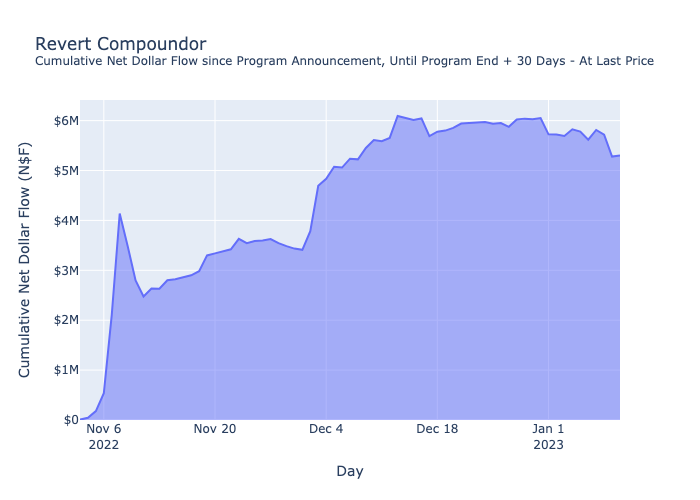 Revert Compoundor
Cumulative Net Dollar Flow since Program Announcement, Until Program End + 30 Days - At Last Price
Cumulative Net Dollar Flow (N$F)
$6M
$5M
$4M
$3M
$2M
$1M
$0
Nov 6
2022
Nov 20
Dec 4
Dec 18
Jan 1
2023
Day